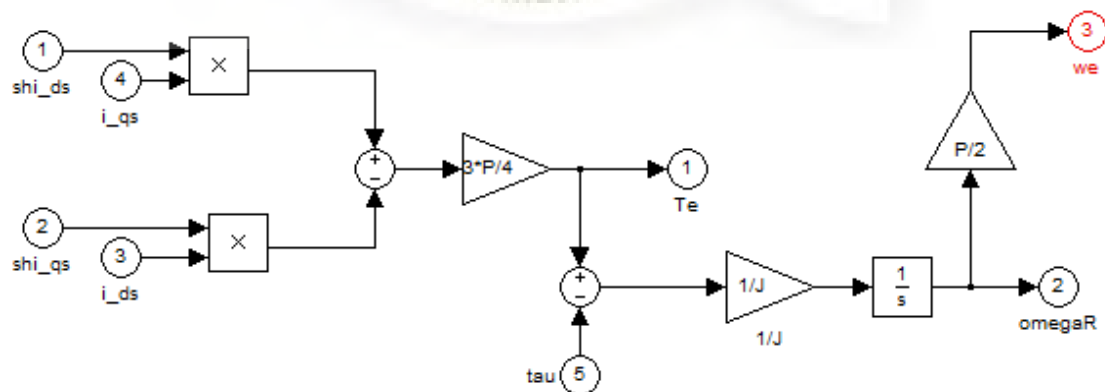 1
shi_ds
×
4
i_qs
3
we
P/2
+
−
3*P/4
1
Te
2
shi_qs
×
3
i_ds
+
−
1/J
1/J
1
s
2
omegaR
tau
5